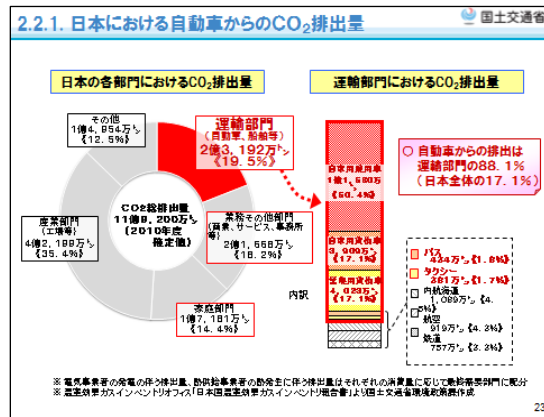 2.2.1. 日本における自動車からのCO₂排出量
国土交通省
日本の各部門におけるCO₂排出量
運輸部門におけるCO₂排出量
その他
1億4,954万㌧
《12.5%》
運輸部門
(自動車、船舶等)
2億3,192万㌧
《19.5%》
CO2総排出量
11億9,200万㌧
(2010年度
確定値)
産業部門
(工場等)
4億2,199万㌧
《35.4%》
業務その他部門
(商業、サービス、事務所
等)
2億1,668万㌧
《18.2%》
家庭部門
1億7,181万㌧
《14.4%》
自家用乗用車
《50.4%》
自家用貨物車
《17.1%》
営業用貨物車
《17.1%》
内訳
○ 自動車からの排出は
運輸部門の88.1%
(日本全体の17.1%)
バス
《1.8%》
タクシー
《1.7%》
内航海運
航空
919万㌧
鉄道
757万㌧
※ 電気事業者の発電に伴う排出量、熱供給事業者の熱発生に伴う排出量はそれぞれの消費量に応じて最終需要部門に配分
※ 温室効果ガスインベントリオフィス「日本国温室効果ガスインベントリ報告書」より国土交通省環境政策課作成
23